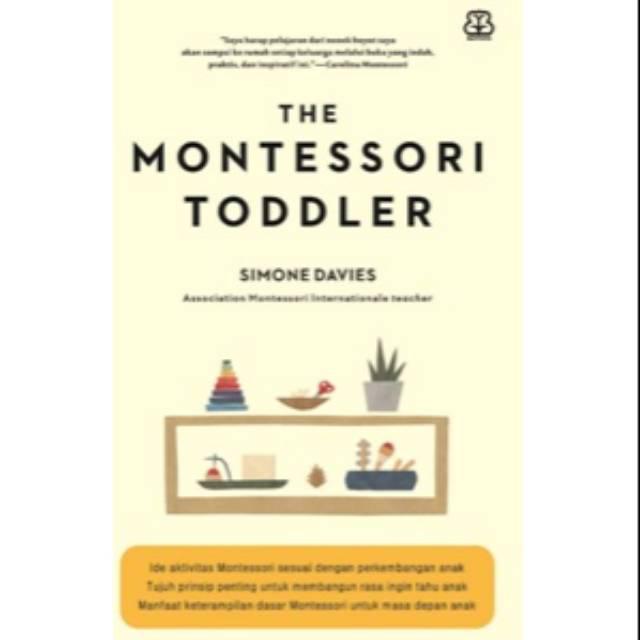 "Saya harap pelajaran dari nenek buyut saya
akan sampai ke rumah setiap keluarga melalui buku yang indah,
praktis, dan inspiratif ini."—Carolina Montessori
THE
MONTESSORI
TODDLER
SIMONE DAVIES
Association Montessori Internationale teacher
Ide aktivitas Montessori sesuai dengan perkembangan anak
Tujuh prinsip penting untuk membangun rasa ingin tahu anak
Manfaat keterampilan dasar Montessori untuk masa depan anak